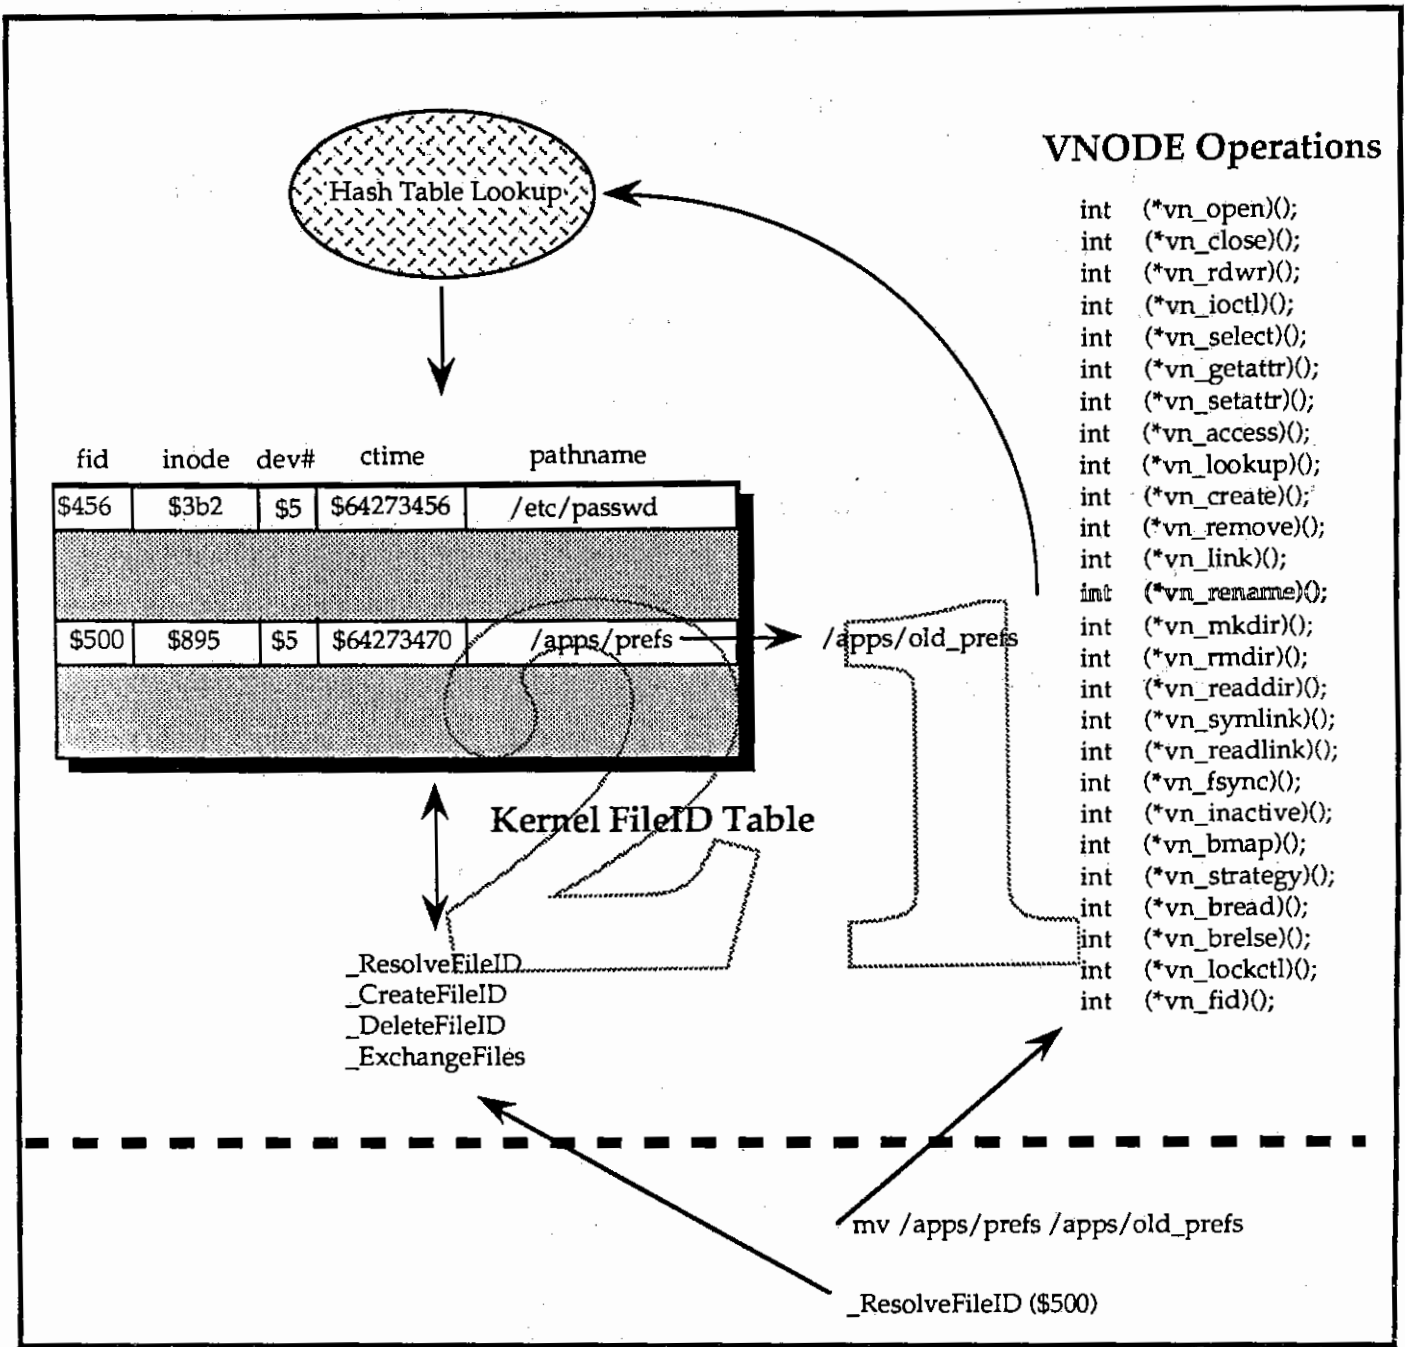 VNODE Operations
Hash Table Lookup
int (*vn_open)();
int (*vn_close)();
int (*vn_rdwr)();
int (*vn_ioctl)();
int (*vn_select)();
int (*vn_getattr)();
int (*vn_setattr)();
int (*vn_access)();
int (*vn_lookup)();
int (*vn_create)();
int (*vn_remove)();
int (*vn_link)();
int (*vn_rename)();
int (*vn_mkdir)();
int (*vn_rmdir)();
int (*vn_readdir)();
int (*vn_symlink)();
int (*vn_readlink)();
int (*vn_fsync)();
int (*vn_inactive)();
int (*vn_bmap)();
int (*vn_strategy)();
int (*vn_bread)();
int (*vn_brelse)();
int (*vn_lockctl)();
int (*vn_fid)();
fid inode dev# ctime pathname
$456 $3b2 $5 $64273456 /etc/passwd
$500 $895 $5 $64273470 /apps/prefs /apps/old_prefs
Kernel FileID Table
21
_ResolveFileID
_CreateFileID
_DeleteFileID
_ExchangeFiles
mv /apps/prefs /apps/old_prefs
_ResolveFileID ($500)